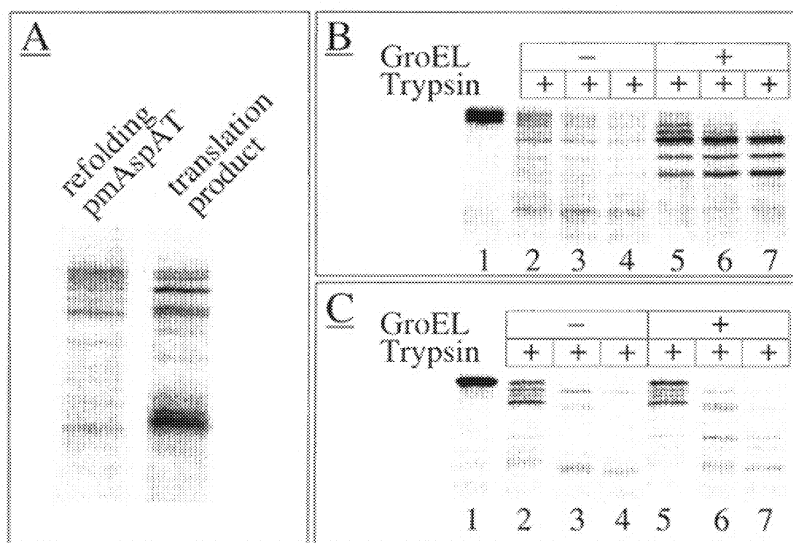 A
refolding
pmAspAT
translation
product
B
GroEL − +
Trypsin + + + + + +
1 2 3 4 5 6 7
C
GroEL − +
Trypsin + + + + + +
1 2 3 4 5 6 7